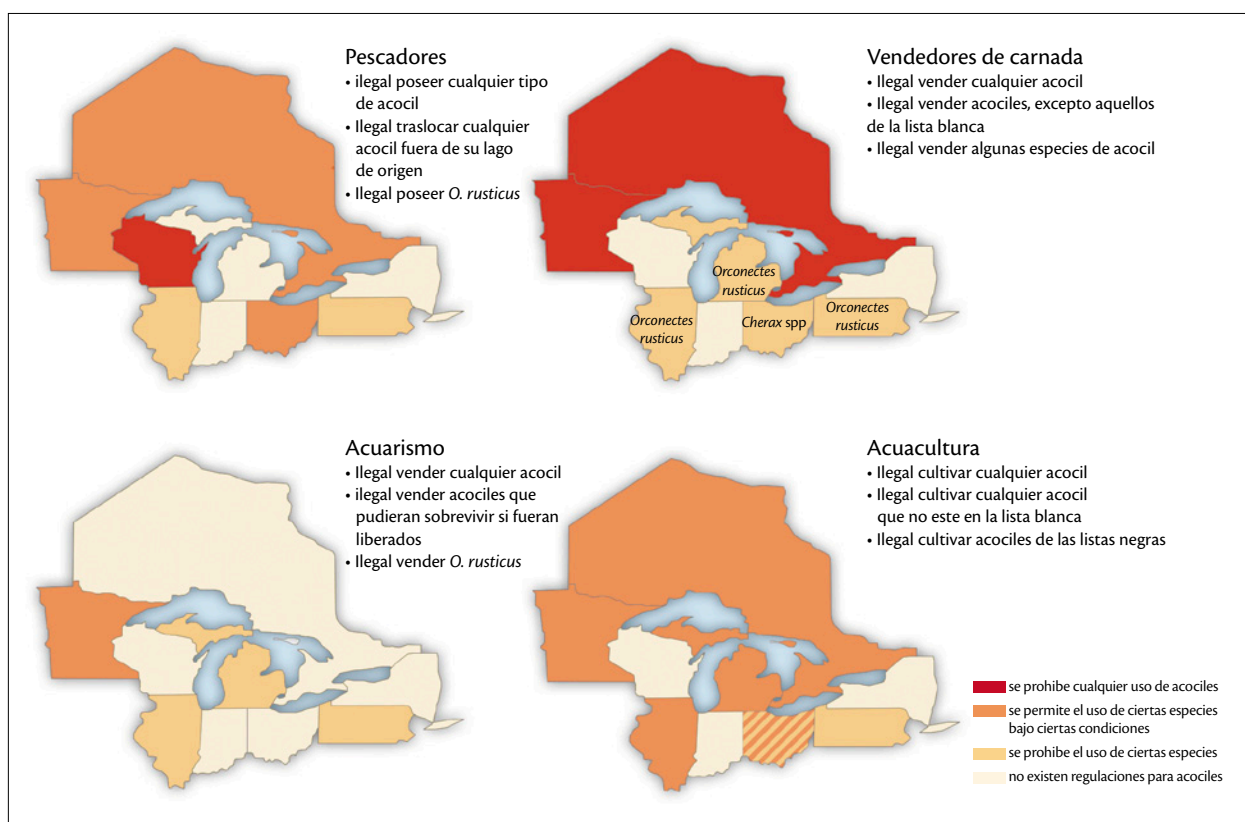 Pescadores
• ilegal poseer cualquier tipo
de acocil
• Ilegal traslocar cualquier
acocil fuera de su lago
de origen
• Ilegal poseer O. rusticus
Vendedores de carnada
• Ilegal vender cualquier acocil
• Ilegal vender acociles, excepto aquellos
de la lista blanca
• Ilegal vender algunas especies de acocil
Orconectes
rusticus
Orconectes
rusticus
Cherax spp
Orconectes
rusticus
Acuarismo
• Ilegal vender cualquier acocil
• ilegal vender acociles que
pudieran sobrevivir si fueran
liberados
• Ilegal vender O. rusticus
Acuacultura
• Ilegal cultivar cualquier acocil
• Ilegal cultivar cualquier acocil
que no este en la lista blanca
• Ilegal cultivar acociles de las listas negras
se prohibe cualquier uso de acociles
se permite el uso de ciertas especies
bajo ciertas condiciones
se prohibe el uso de ciertas especies
no existen regulaciones para acociles